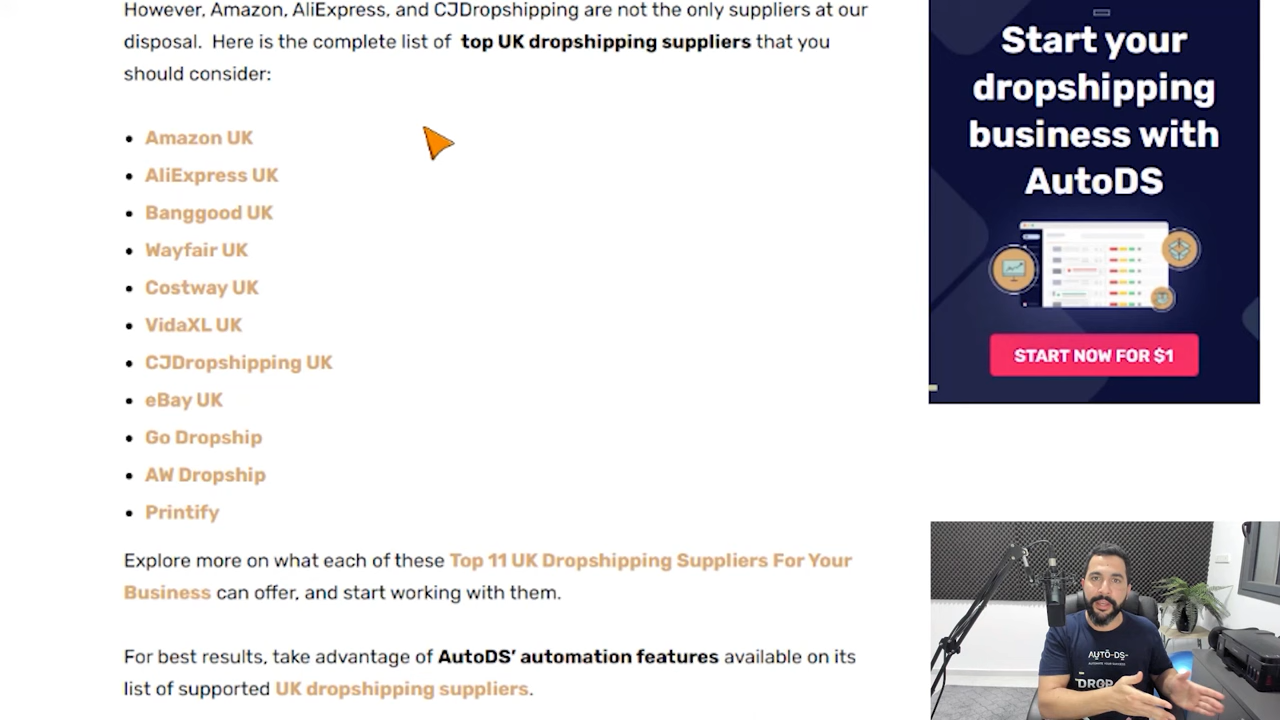 However, Amazon, AliExpress, and CJDropshipping are not the only suppliers at our
disposal. Here is the complete list of top UK dropshipping suppliers that you
should consider:
Amazon UK
AliExpress UK
Banggood UK
Wayfair UK
Costway UK
VidaXL UK
CJDropshipping UK
eBay UK
Go Dropship
AW Dropship
Printify
Explore more on what each of these Top 11 UK Dropshipping Suppliers For Your
Business can offer, and start working with them.
For best results, take advantage of AutoDS’ automation features available on its
list of supported UK dropshipping suppliers.
Start your
dropshipping
business with
AutoDS
START NOW FOR $1
AUTO-DS
DROP